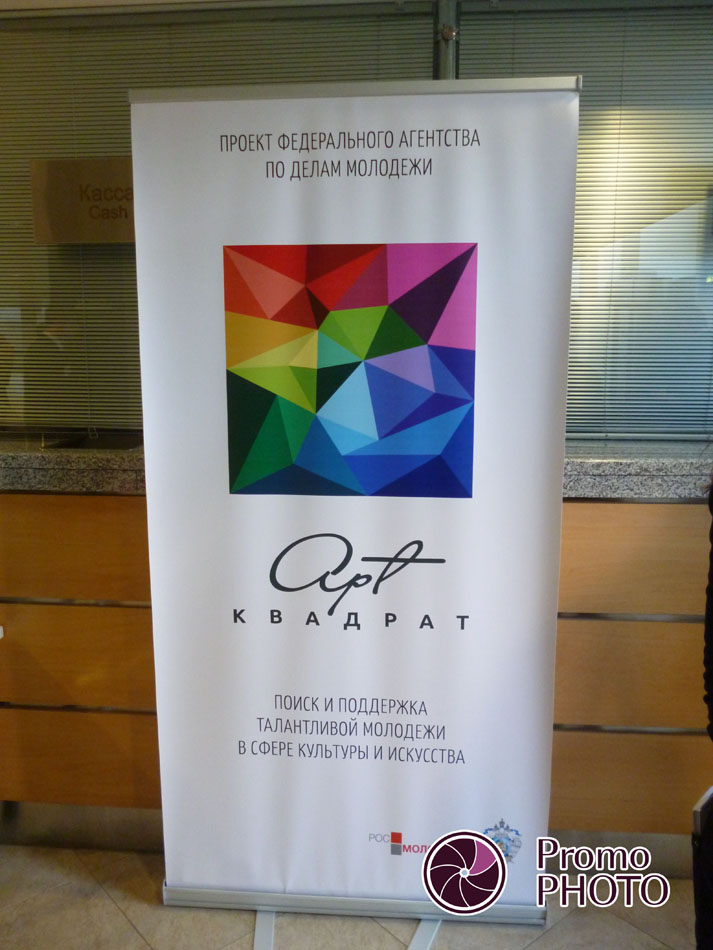 ПРОЕКТ ФЕДЕРАЛЬНОГО АГЕНТСТВА
ПО ДЕЛАМ МОЛОДЕЖИ
Касса
Cash
Арт
КВАДРАТ
ПОИСК И ПОДДЕРЖКА
ТАЛАНТЛИВОЙ МОЛОДЕЖИ
В СФЕРЕ КУЛЬТУРЫ И ИСКУССТВА
РОС
Promo
PHOTO